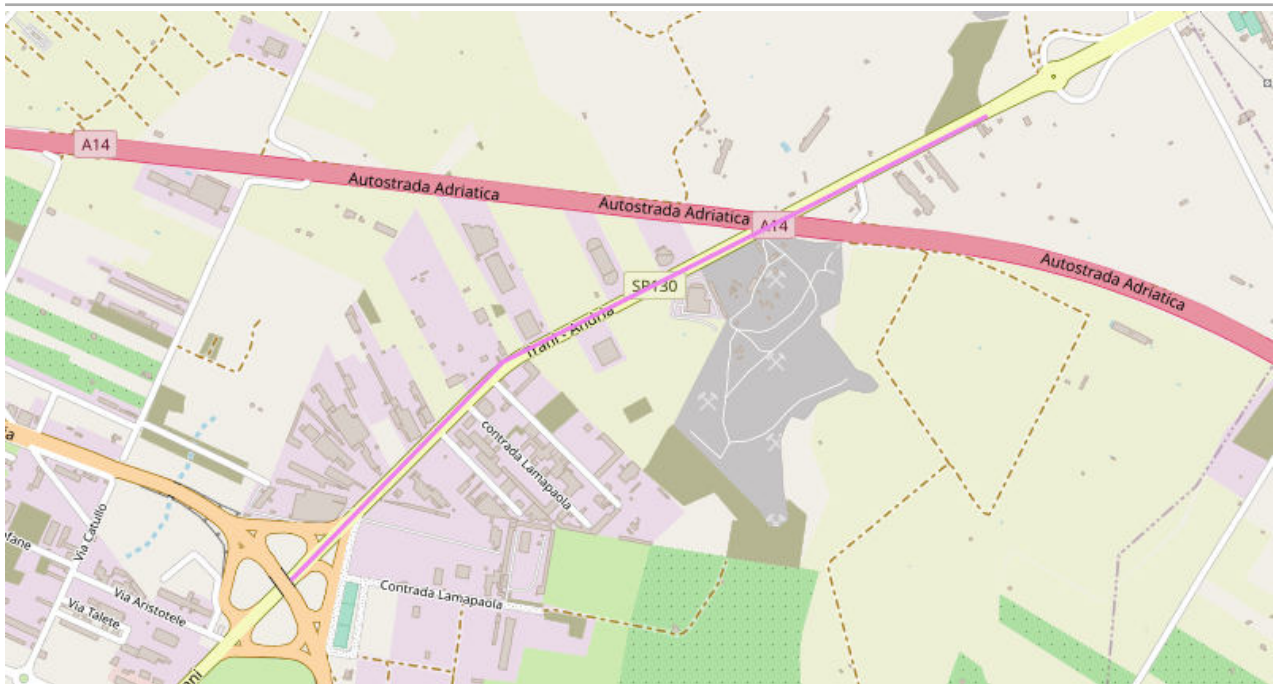 A14
Autostrada Adriatica
Autostrada Adriatica
A14
Autostrada Adriatica
SP130
Trani - Andria
contrada Lamapaola
Via Catullo
Via Aristotele
Via Talete
Contrada Lamapaola